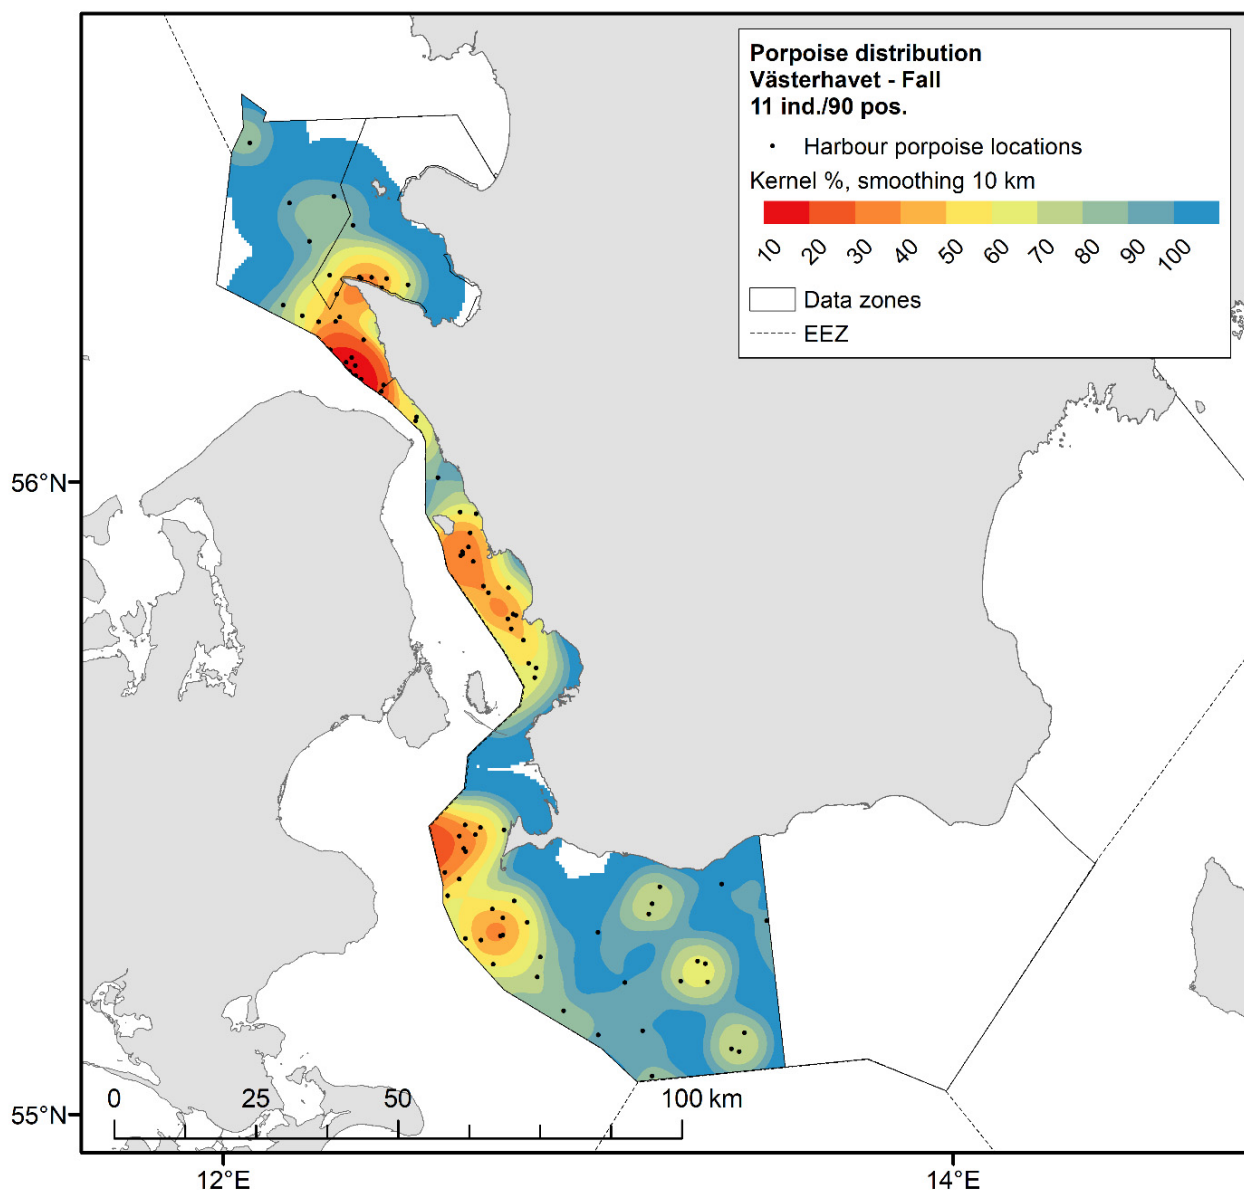 Porpoise distribution
Västerhavet - Fall
11 ind./90 pos.
Harbour porpoise locations
Kernel %, smoothing 10 km
10 20 30 40 50 60 70 80 90 100
Data zones
EEZ
56°N
55°N
0 25 50 100 km
12°E 14°E